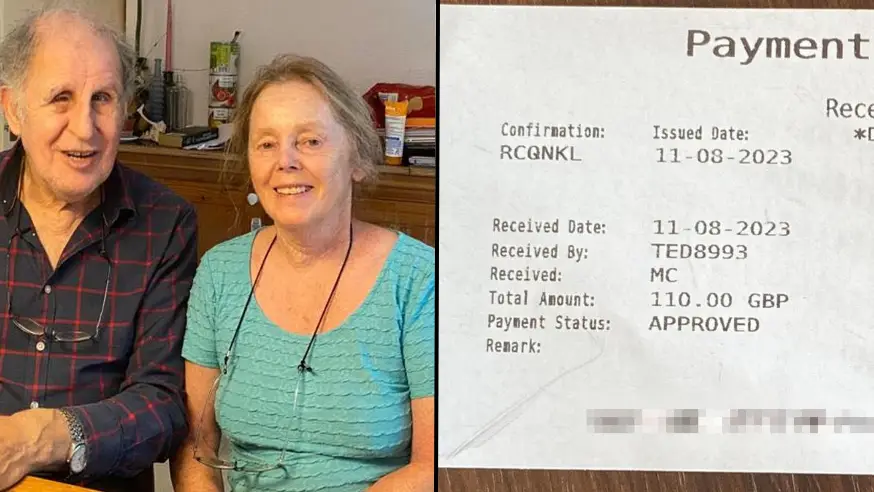 Payment
Rece
*D
Confirmation: Issued Date:
RCQNKL 11-08-2023
Received Date: 11-08-2023
Received By: TED8993
Received: MC
Total Amount: 110.00 GBP
Payment Status: APPROVED
Remark: